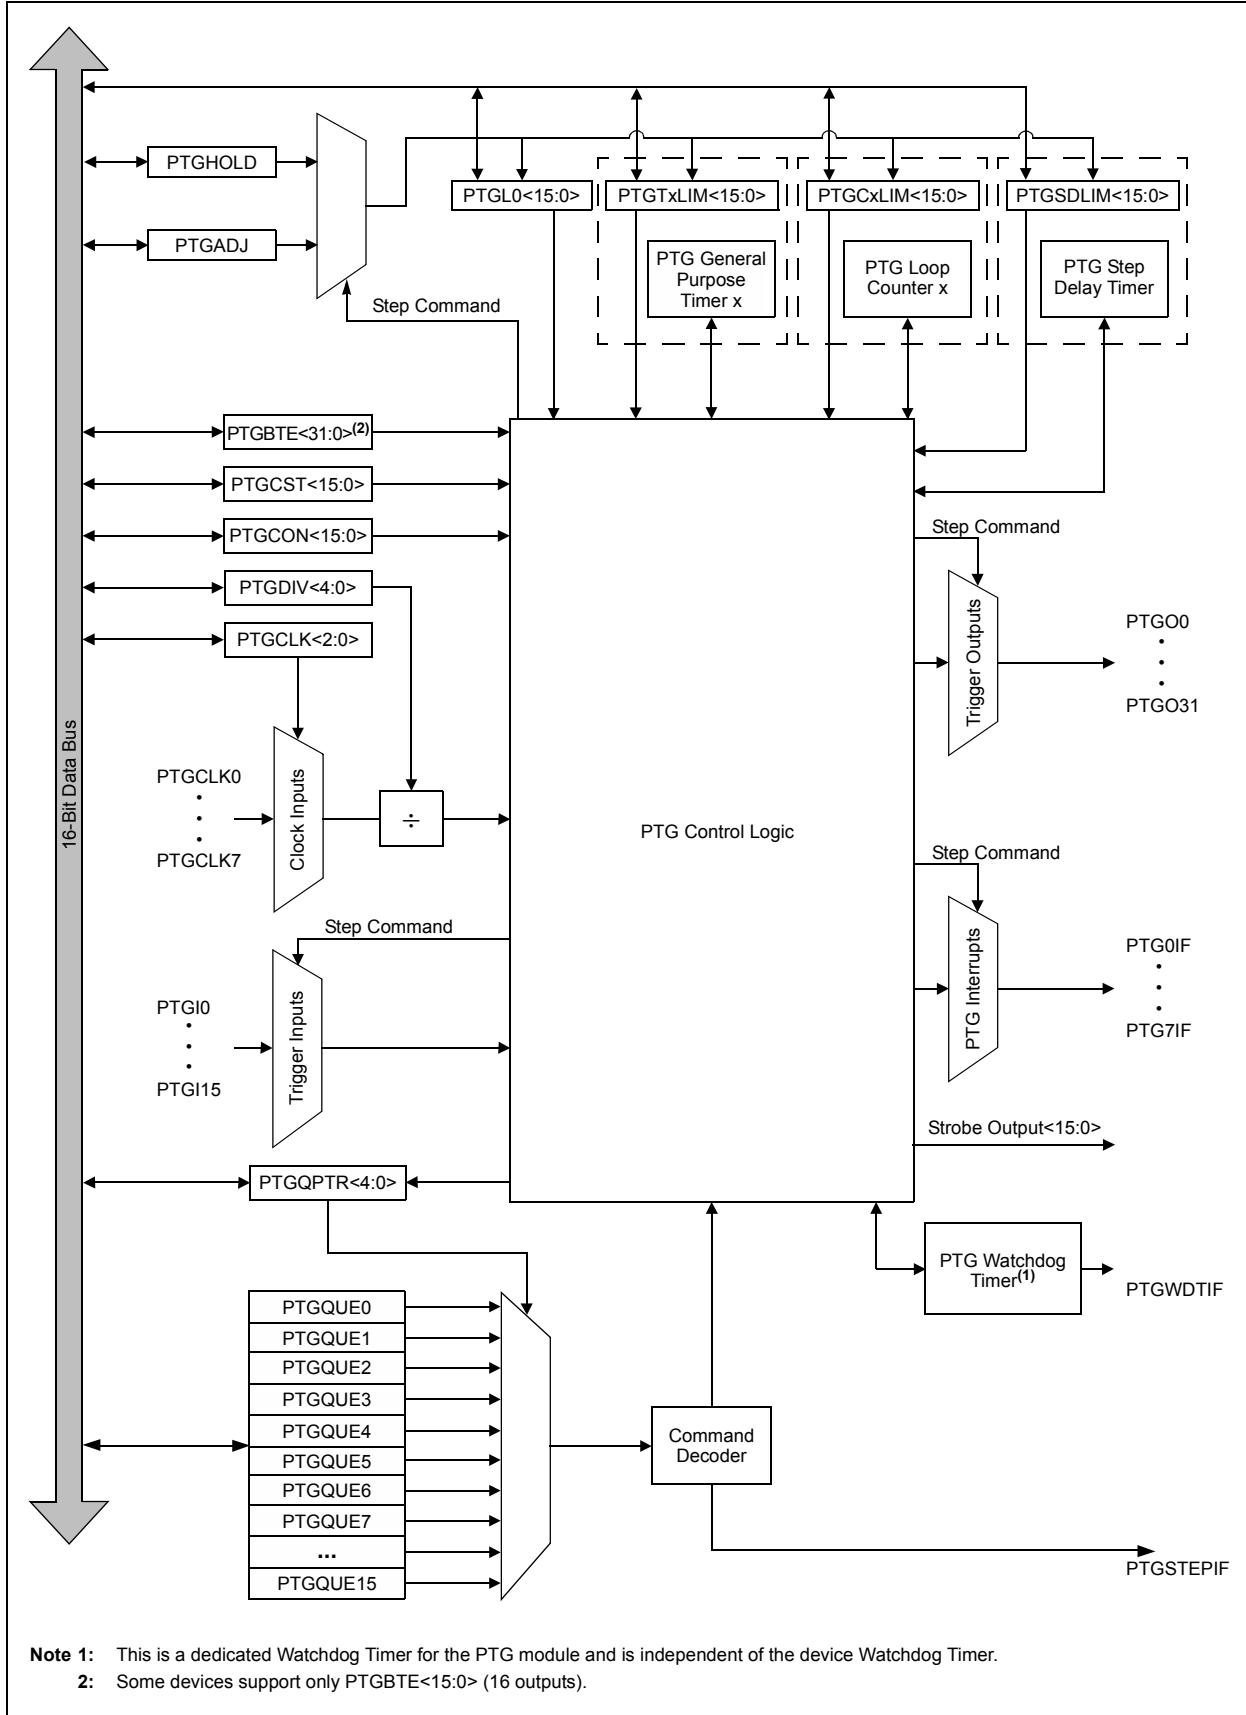 PTGHOLD
PTGADJ
PTGL0<15:0>
PTGTxLIM<15:0>
PTGCxLIM<15:0>
PTGSDLIM<15:0>
PTG General
Purpose
Timer x
PTG Loop
Counter x
PTG Step
Delay Timer
Step Command
PTGBTE<31:0>(2)
PTGCST<15:0>
PTGCON<15:0>
PTGDIV<4:0>
PTGCLK<2:0>
16-Bit Data Bus
PTGCLK0
•
•
•
PTGCLK7
Clock Inputs
÷
PTG Control Logic
Step Command
Trigger Outputs
PTGO0
•
•
•
PTGO31
Step Command
PTGI0
•
•
•
PTGI15
Trigger Inputs
Step Command
PTG Interrupts
PTG0IF
•
•
•
PTG7IF
Strobe Output<15:0>
PTGQPTR<4:0>
PTG Watchdog
Timer(1)
PTGWDTIF
PTGQUE0
PTGQUE1
PTGQUE2
PTGQUE3
PTGQUE4
PTGQUE5
PTGQUE6
PTGQUE7
...
PTGQUE15
Command
Decoder
PTGSTEPIF
Note 1: This is a dedicated Watchdog Timer for the PTG module and is independent of the device Watchdog Timer.
2: Some devices support only PTGBTE<15:0> (16 outputs).